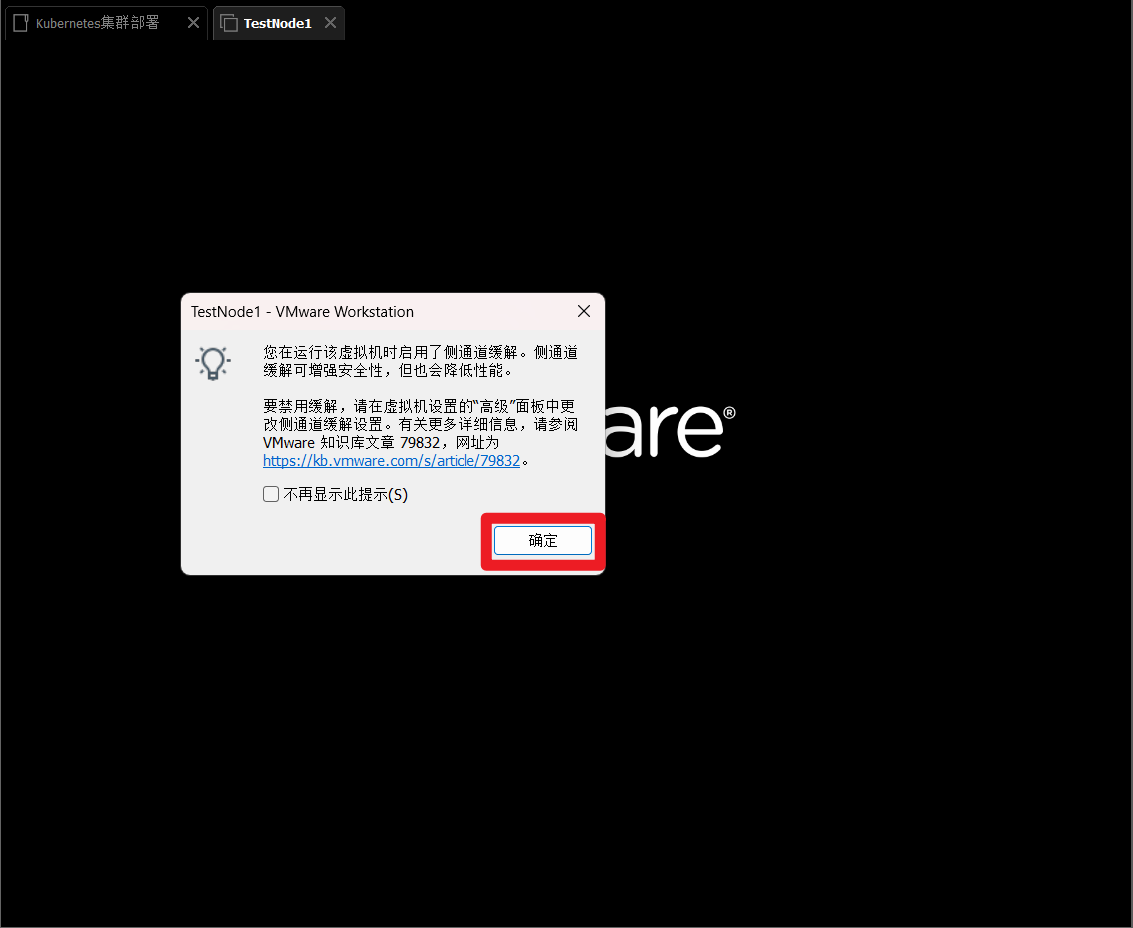 Kubernetes集群部署
TestNode1
TestNode1 - VMware Workstation
您在运行该虚拟机时启用了侧通道缓解。侧通道
缓解可增强安全性，但也会降低性能。
要禁用缓解，请在虚拟机设置的“高级”面板中更
改侧通道缓解设置。有关更多详细信息，请参阅
VMware 知识库文章 79832，网址为
https://kb.vmware.com/s/article/79832。
are®
不再显示此提示(S)
确定